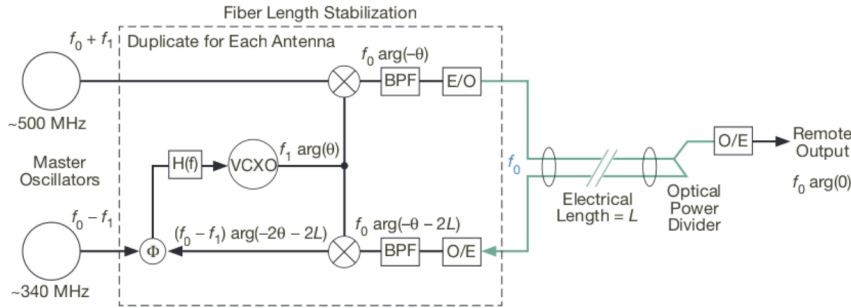 Fiber Length Stabilization
f0 + f1
Duplicate for Each Antenna
f0 arg(–θ)
BPF
E/O
~500 MHz
Master
Oscillators
H(f)
VCXO
f1 arg(θ)
f0
O/E
Remote
Output
f0 arg(0)
Electrical
Length = L
Optical
Power
Divider
f0 – f1
(f0 – f1) arg(–2θ – 2L)
f0 arg(–θ – 2L)
Φ
BPF
O/E
~340 MHz